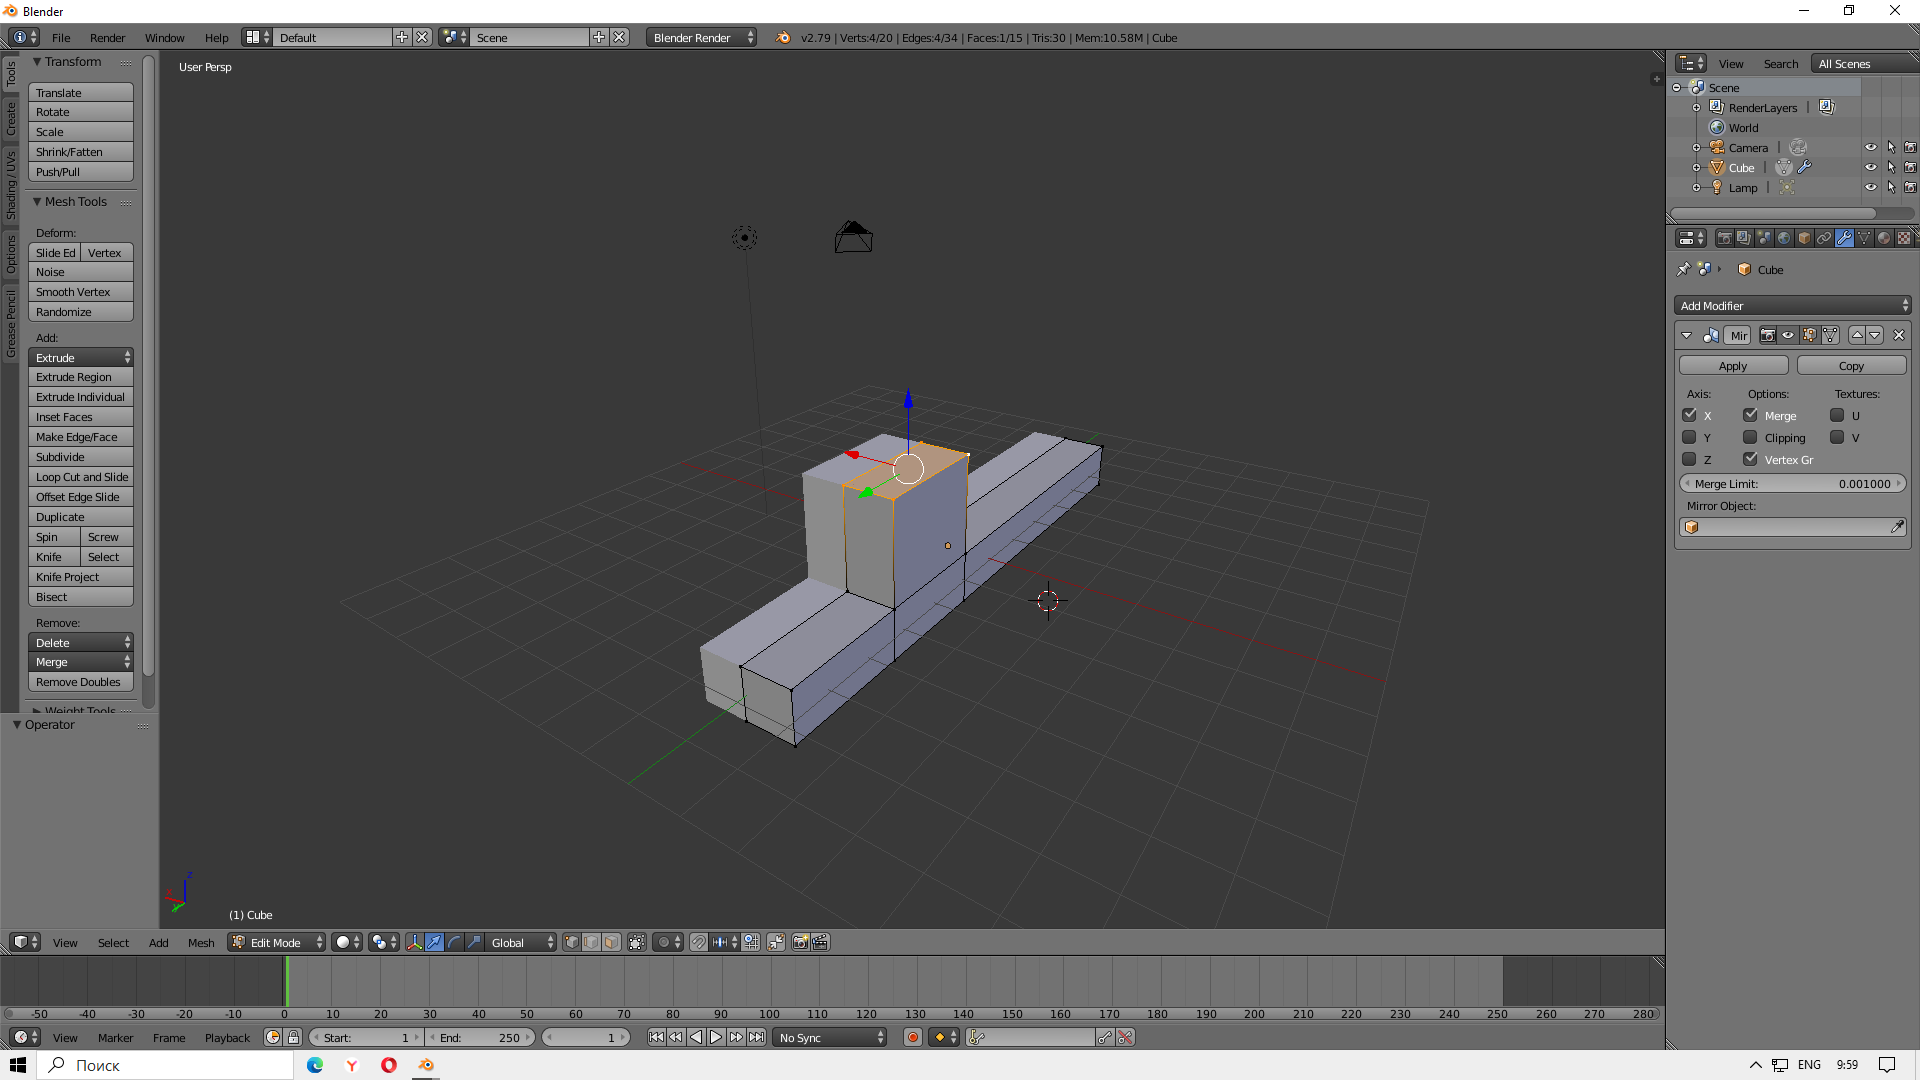 Blender
File Render Window Help Default Scene Blender Render v2.79 | Verts:4/20 | Edges:4/34 | Faces:1/15 | Tris:30 | Mem:10.58M | Cube
Tools
Create
Shading / UVs
Options
Grease Pencil
Transform
Translate
Rotate
Scale
Shrink/Fatten
Push/Pull
Mesh Tools
Deform:
Slide Ed Vertex
Noise
Smooth Vertex
Randomize
Add:
Extrude
Extrude Region
Extrude Individual
Inset Faces
Make Edge/Face
Subdivide
Loop Cut and Slide
Offset Edge Slide
Duplicate
Spin Screw
Knife Select
Knife Project
Bisect
Remove:
Delete
Merge
Remove Doubles
Weight Tools
Operator
User Persp
(1) Cube
View Search All Scenes
Scene
RenderLayers
World
Camera
Cube
Lamp
Cube
Add Modifier
Mir
Apply Copy
Axis: Options: Textures:
X Merge U
Y Clipping V
Z Vertex Gr
Merge Limit: 0.001000
Mirror Object:
View Select Add Mesh Edit Mode Global
-50 -40 -30 -20 -10 0 10 20 30 40 50 60 70 80 90 100 110 120 130 140 150 160 170 180 190 200 210 220 230 240 250 260 270 280
View Marker Frame Playback Start: 1 End: 250 1 No Sync
Поиск ENG 9:59